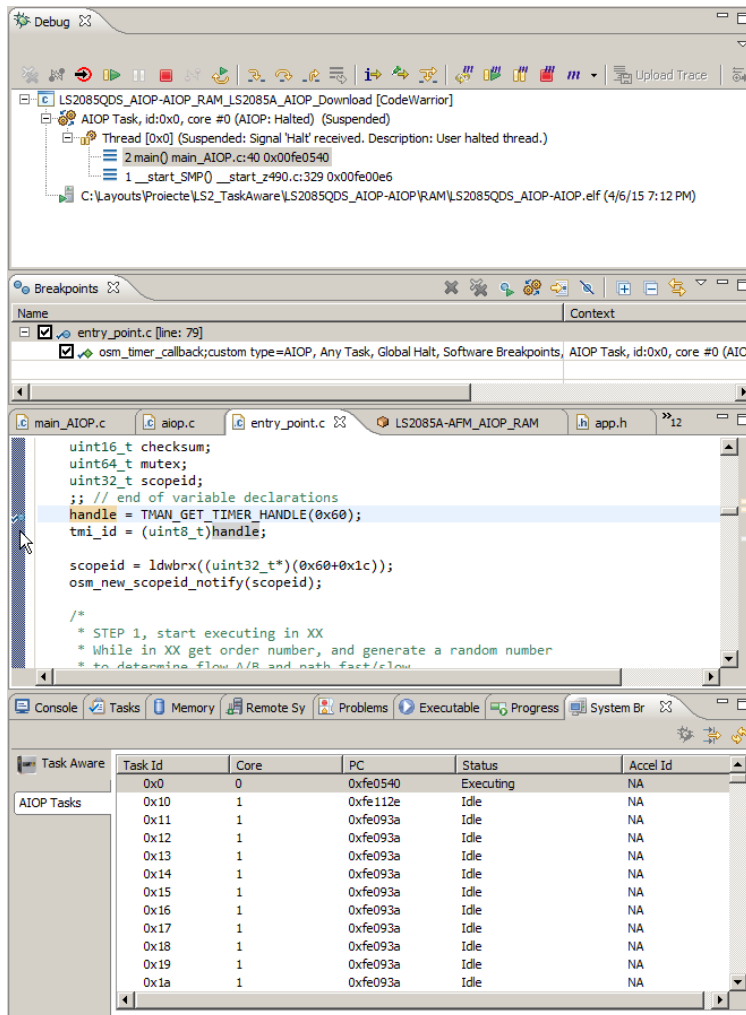 Debug
Upload Trace
LS2085QDS_AIOP-AIOP_RAM_LS2085A_AIOP_Download [CodeWarrior]
AIOP Task, id:0x0, core #0 (AIOP: Halted) (Suspended)
Thread [0x0] (Suspended: Signal 'Halt' received. Description: User halted thread.)
2 main() main_AIOP.c:40 0x00fe0540
1 __start_SMP() __start_z490.c:329 0x00fe00e6
C:\Layouts\Proiecte\LS2_TaskAware\LS2085QDS_AIOP-AIOP\RAM\LS2085QDS_AIOP-AIOP.elf (4/6/15 7:12 PM)
Breakpoints
Name Context
entry_point.c [line: 79]
osm_timer_callback;custom type=AIOP, Any Task, Global Halt, Software Breakpoints, AIOP Task, id:0x0, core #0 (AIO
main_AIOP.c aiop.c entry_point.c LS2085A-AFM_AIOP_RAM app.h »12
uint16_t checksum;
uint64_t mutex;
uint32_t scopeid;
;; // end of variable declarations
handle = TMAN_GET_TIMER_HANDLE(0x60);
tmi_id = (uint8_t)handle;
scopeid = ldwbrx((uint32_t*)(0x60+0x1c));
osm_new_scopeid_notify(scopeid);
/*
* STEP 1, start executing in XX
* While in XX get order number, and generate a random number
* to determine flow A/B and path fast/slow
Console Tasks Memory Remote Sy Problems Executable Progress System Br
Task Aware
AIOP Tasks
Task Id Core PC Status Accel Id
0x0 0 0xfe0540 Executing NA
0x10 1 0xfe112e Idle NA
0x11 1 0xfe093a Idle NA
0x12 1 0xfe093a Idle NA
0x13 1 0xfe093a Idle NA
0x14 1 0xfe093a Idle NA
0x15 1 0xfe093a Idle NA
0x16 1 0xfe093a Idle NA
0x17 1 0xfe093a Idle NA
0x18 1 0xfe093a Idle NA
0x19 1 0xfe093a Idle NA
0x1a 1 0xfe093a Idle NA